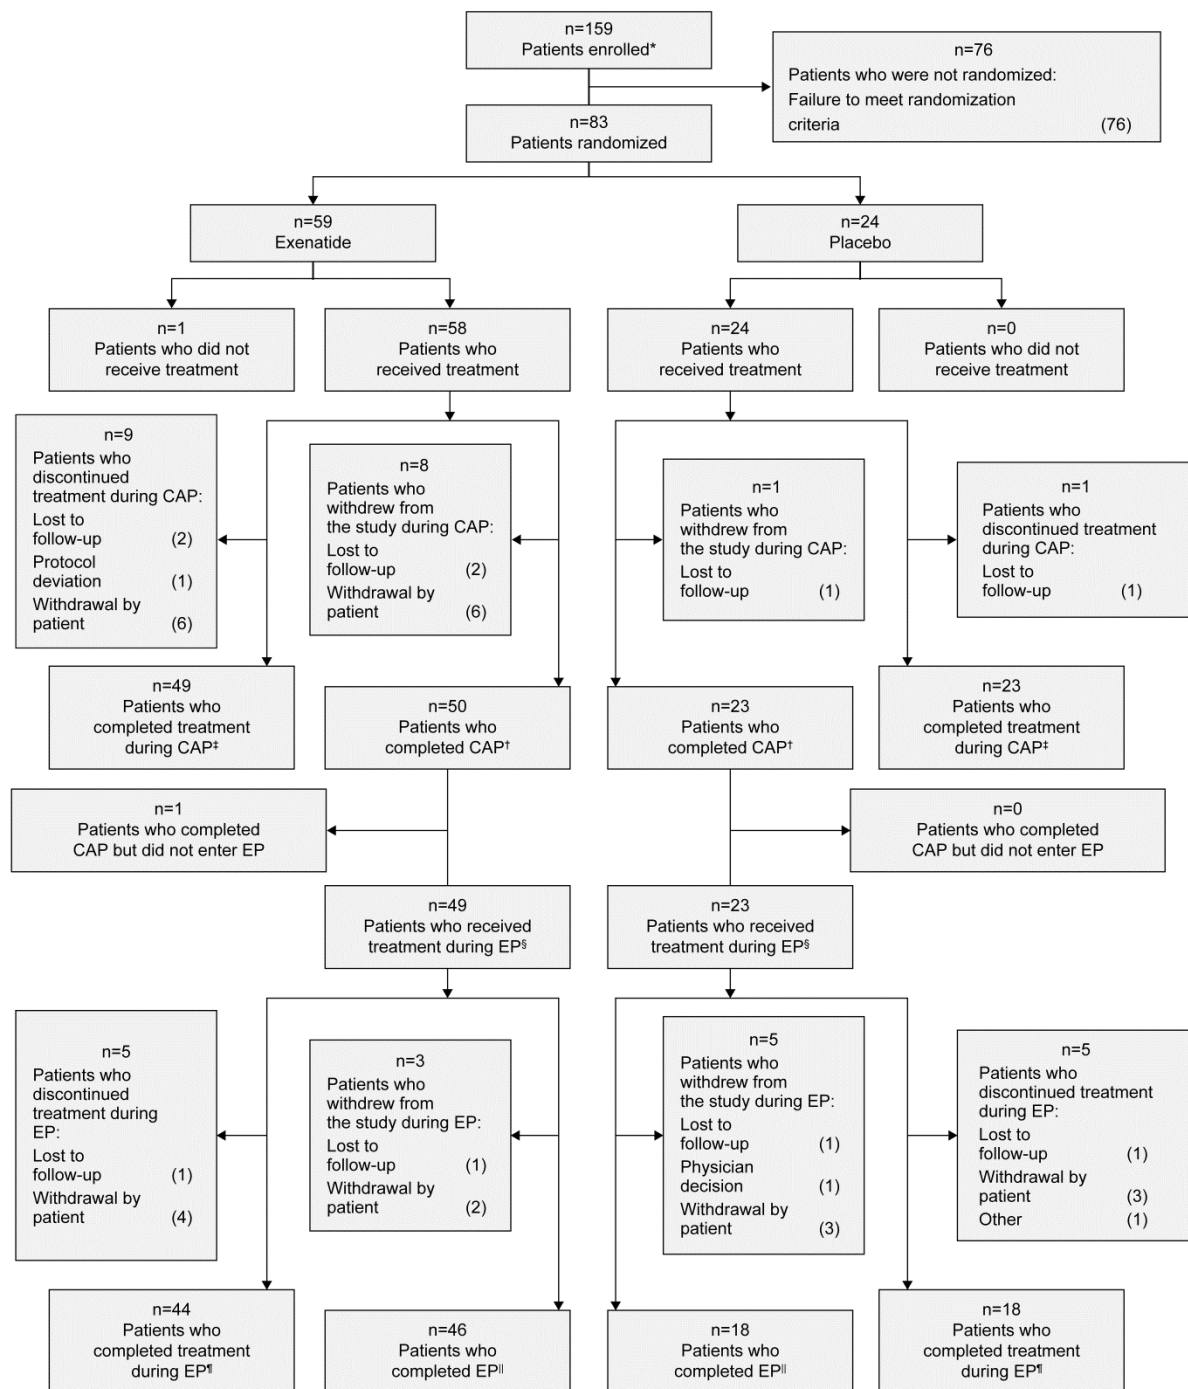 n=159
Patients enrolled*
n=76
Patients who were not randomized:
Failure to meet randomization
criteria (76)
n=83
Patients randomized
n=59
Exenatide
n=24
Placebo
n=1
Patients who did not
receive treatment
n=58
Patients who
received treatment
n=24
Patients who
received treatment
n=0
Patients who did not
receive treatment
n=9
Patients who
discontinued
treatment during CAP:
Lost to
follow-up (2)
Protocol
deviation (1)
Withdrawal by
patient (6)
n=8
Patients who
withdrew from
the study during CAP:
Lost to
follow-up (2)
Withdrawal by
patient (6)
n=1
Patients who
withdrew from
the study during CAP:
Lost to
follow-up (1)
n=1
Patients who
discontinued treatment
during CAP:
Lost to
follow-up (1)
n=49
Patients who
completed treatment
during CAP‡
n=50
Patients who
completed CAP†
n=23
Patients who
completed CAP†
n=23
Patients who
completed treatment
during CAP‡
n=1
Patients who completed
CAP but did not enter EP
n=0
Patients who completed
CAP but did not enter EP
n=49
Patients who received
treatment during EP§
n=23
Patients who received
treatment during EP§
n=5
Patients who
discontinued
treatment during
EP:
Lost to
follow-up (1)
Withdrawal by
patient (4)
n=3
Patients who
withdrew from
the study during EP:
Lost to
follow-up (1)
Withdrawal by
patient (2)
n=5
Patients who
withdrew from
the study during EP:
Lost to
follow-up (1)
Physician
decision (1)
Withdrawal by
patient (3)
n=5
Patients who
discontinued treatment
during EP:
Lost to
follow-up (1)
Withdrawal by
patient (3)
Other (1)
n=44
Patients who
completed treatment
during EP¶
n=46
Patients who
completed EP||
n=18
Patients who
completed EP||
n=18
Patients who
completed treatment
during EP¶